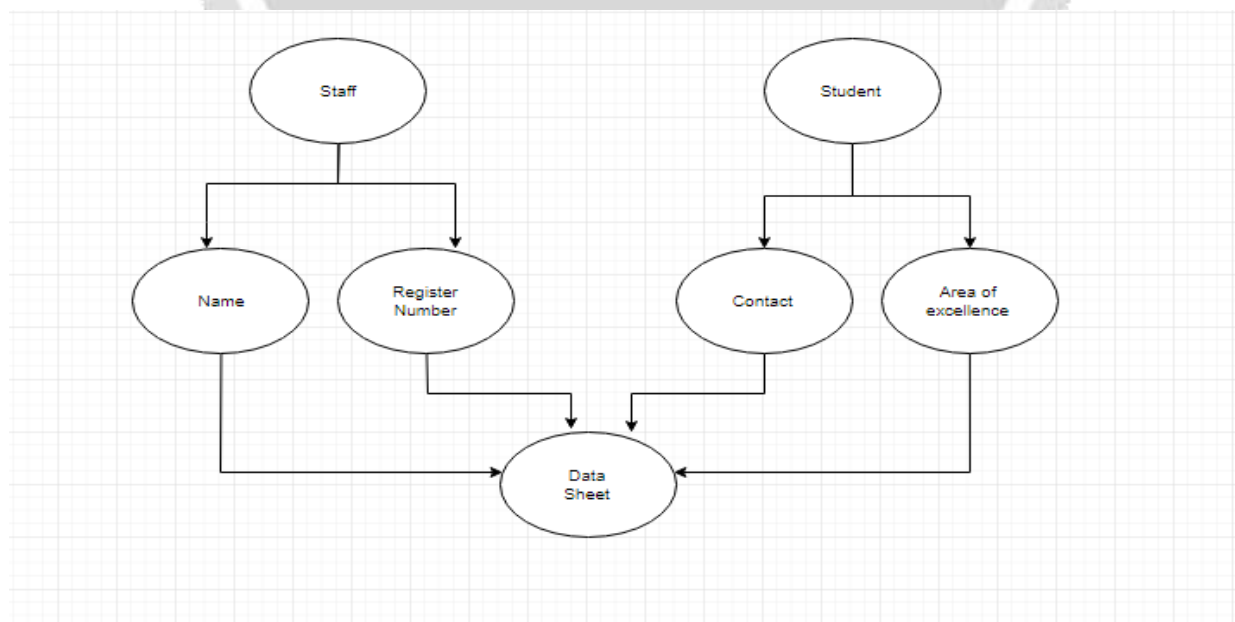 Staff
Student
Name
Register
Number
Contact
Area of
excellence
Data
Sheet